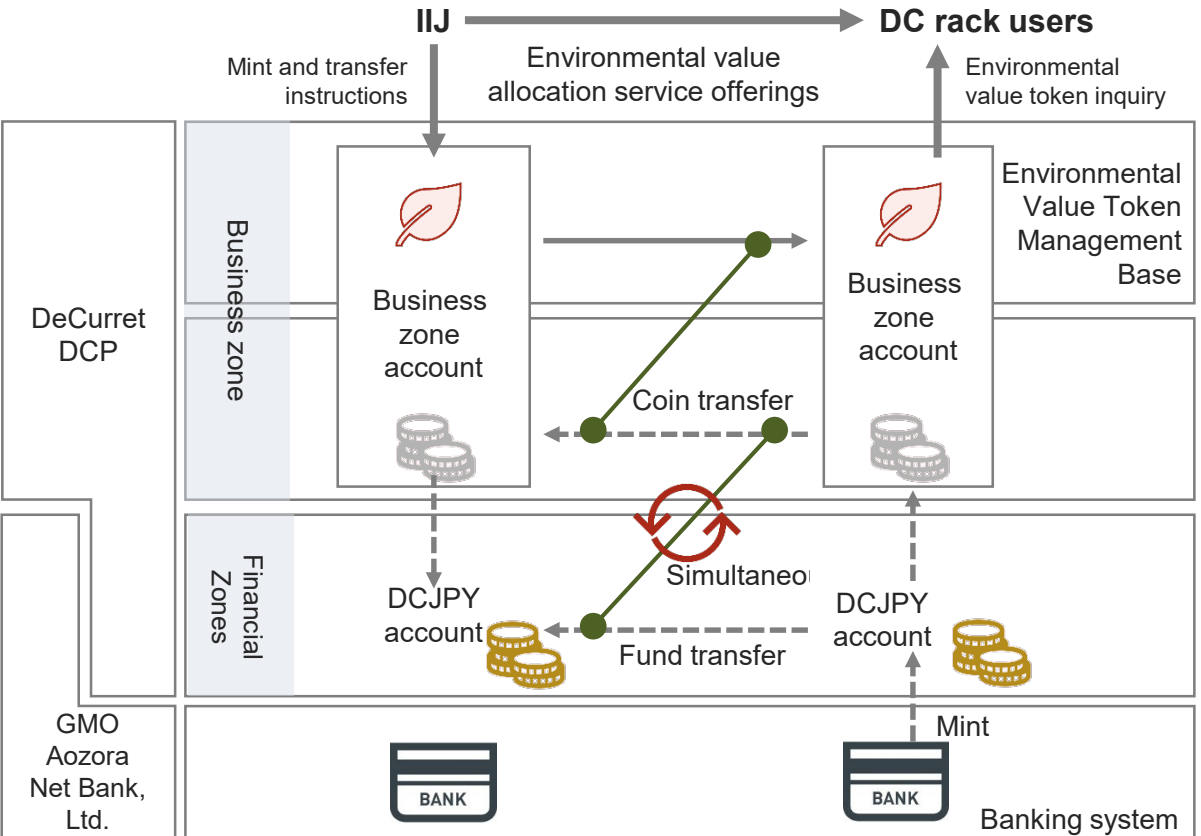 IIJ
DC rack users
Mint and transfer
instructions
Environmental value
allocation service offerings
Environmental
value token inquiry
DeCurret
DCP
Business zone
Business
zone
account
Business
zone
account
Environmental
Value Token
Management
Base
Coin transfer
Financial
Zones
Simultaneou
DCJPY
account
DCJPY
account
Fund transfer
GMO
Aozora
Net Bank,
Ltd.
Mint
BANK
BANK
Banking system